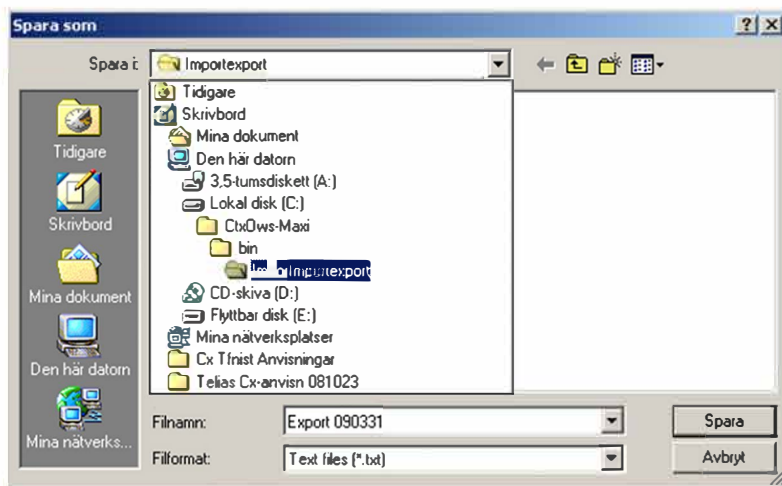 Spara som
Spara i:
Importexport
Tidigare
Skrivbord
Mina dokument
Den här datorn
Mina nätverks...
Tidigare
Skrivbord
Mina dokument
Den här datorn
3,5-tumsdiskett (A:)
Lokal disk (C:)
CtxOws-Maxi
bin
Importexport
CD-skiva (D:)
Flyttbar disk (E:)
Mina nätverksplatser
Cx Tfnist Anvisningar
Telias Cx-anvisn 081023
Filnamn:
Export 090331
Spara
Filformat:
Text files (*.txt)
Avbryt